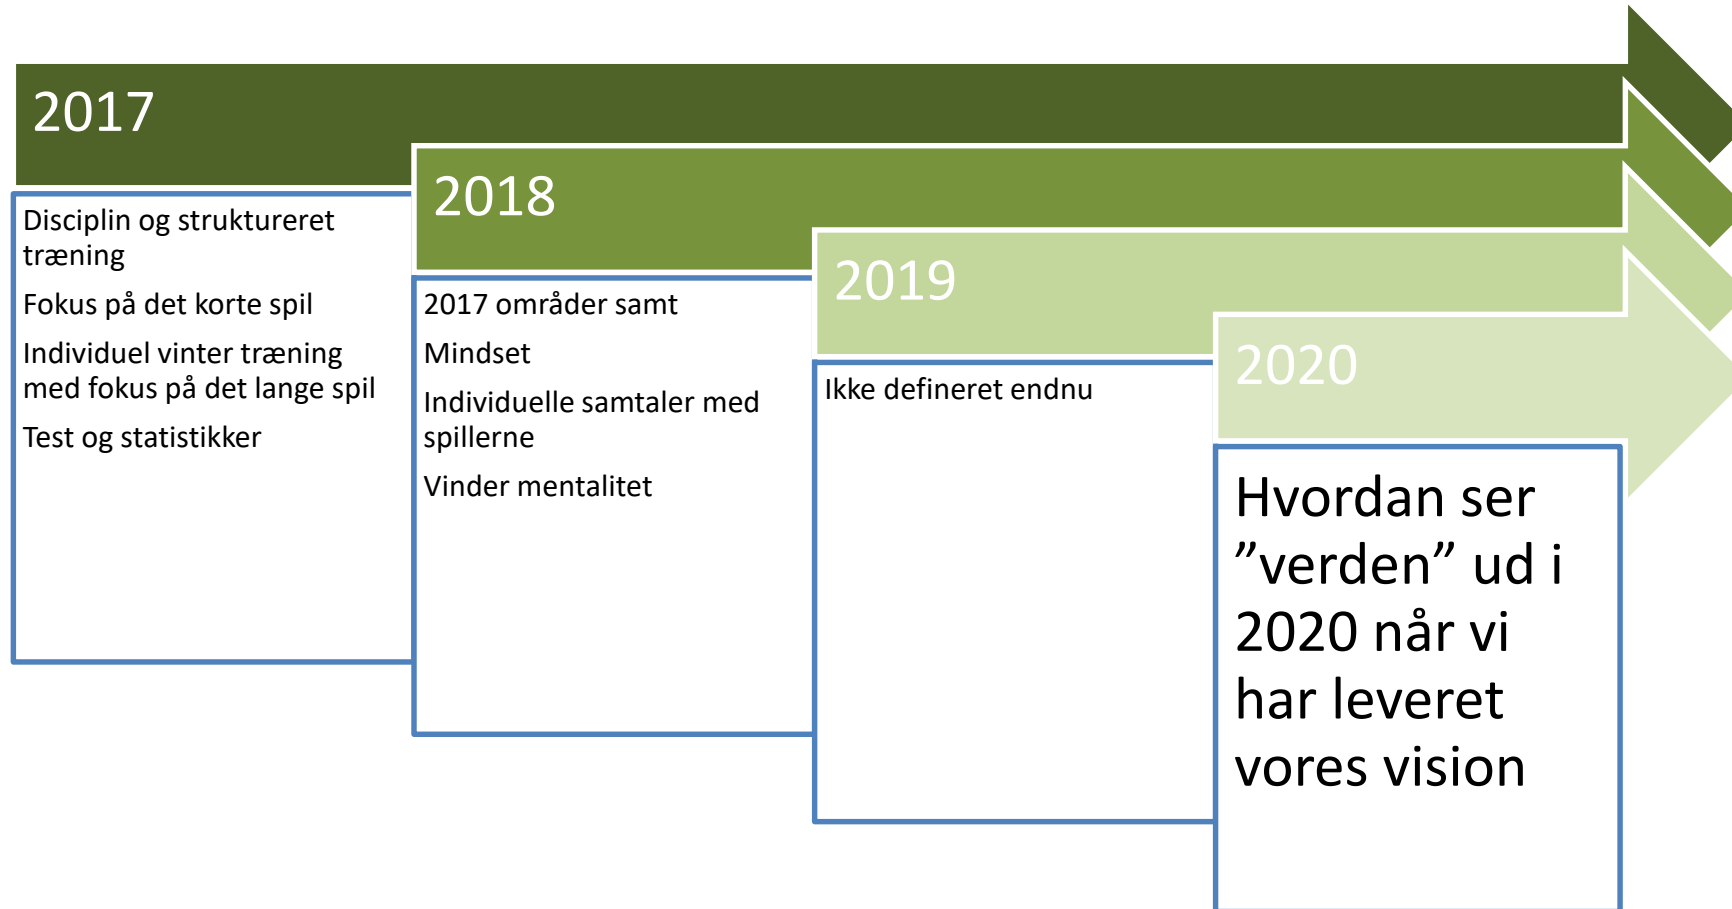 2017
Disciplin og struktureret
træning
Fokus på det korte spil
Individuel vinter træning
med fokus på det lange spil
Test og statistikker
2018
2017 områder samt
Mindset
Individuelle samtaler med
spillerne
Vinder mentalitet
2019
Ikke defineret endnu
2020
Hvordan ser
”verden” ud i
2020 når vi
har leveret
vores vision